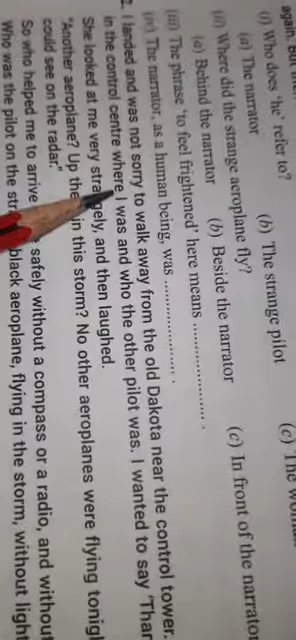 again. But
(i) Who does 'he' refer to?
(a) The narrator (b) The strange pilot (c) The
(ii) Where did the strange aeroplane fly?
(a) Behind the narrator (b) Beside the narrator (c) In front of the narrator
(iii) The phrase 'to feel frightened' here means .................... .
(iv) The narrator, as a human being, was .................... .
2. I landed and was not sorry to walk away from the old Dakota near the control tower.
in the control centre where I was and who the other pilot was. I wanted to say 'Than
She looked at me very strangely, and then laughed.
"Another aeroplane? Up the in this storm? No other aeroplanes were flying tonigh
could see on the radar."
So who helped me to arrive safely without a compass or a radio, and without
Who was the pilot on the str black aeroplane, flying in the storm, without light